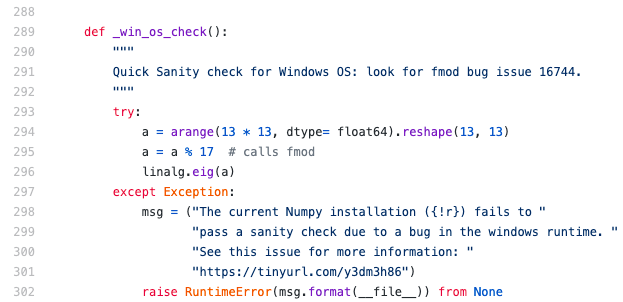 288
289 def _win_os_check():
290 """
291 Quick Sanity check for Windows OS: look for fmod bug issue 16744.
292 """
293 try:
294 a = arange(13 * 13, dtype= float64).reshape(13, 13)
295 a = a % 17  # calls fmod
296 linalg.eig(a)
297 except Exception:
298 msg = ("The current Numpy installation ({!r}) fails to "
299 "pass a sanity check due to a bug in the windows runtime. "
300 "See this issue for more information: "
301 "https://tinyurl.com/y3dm3h86")
302 raise RuntimeError(msg.format(__file__)) from None